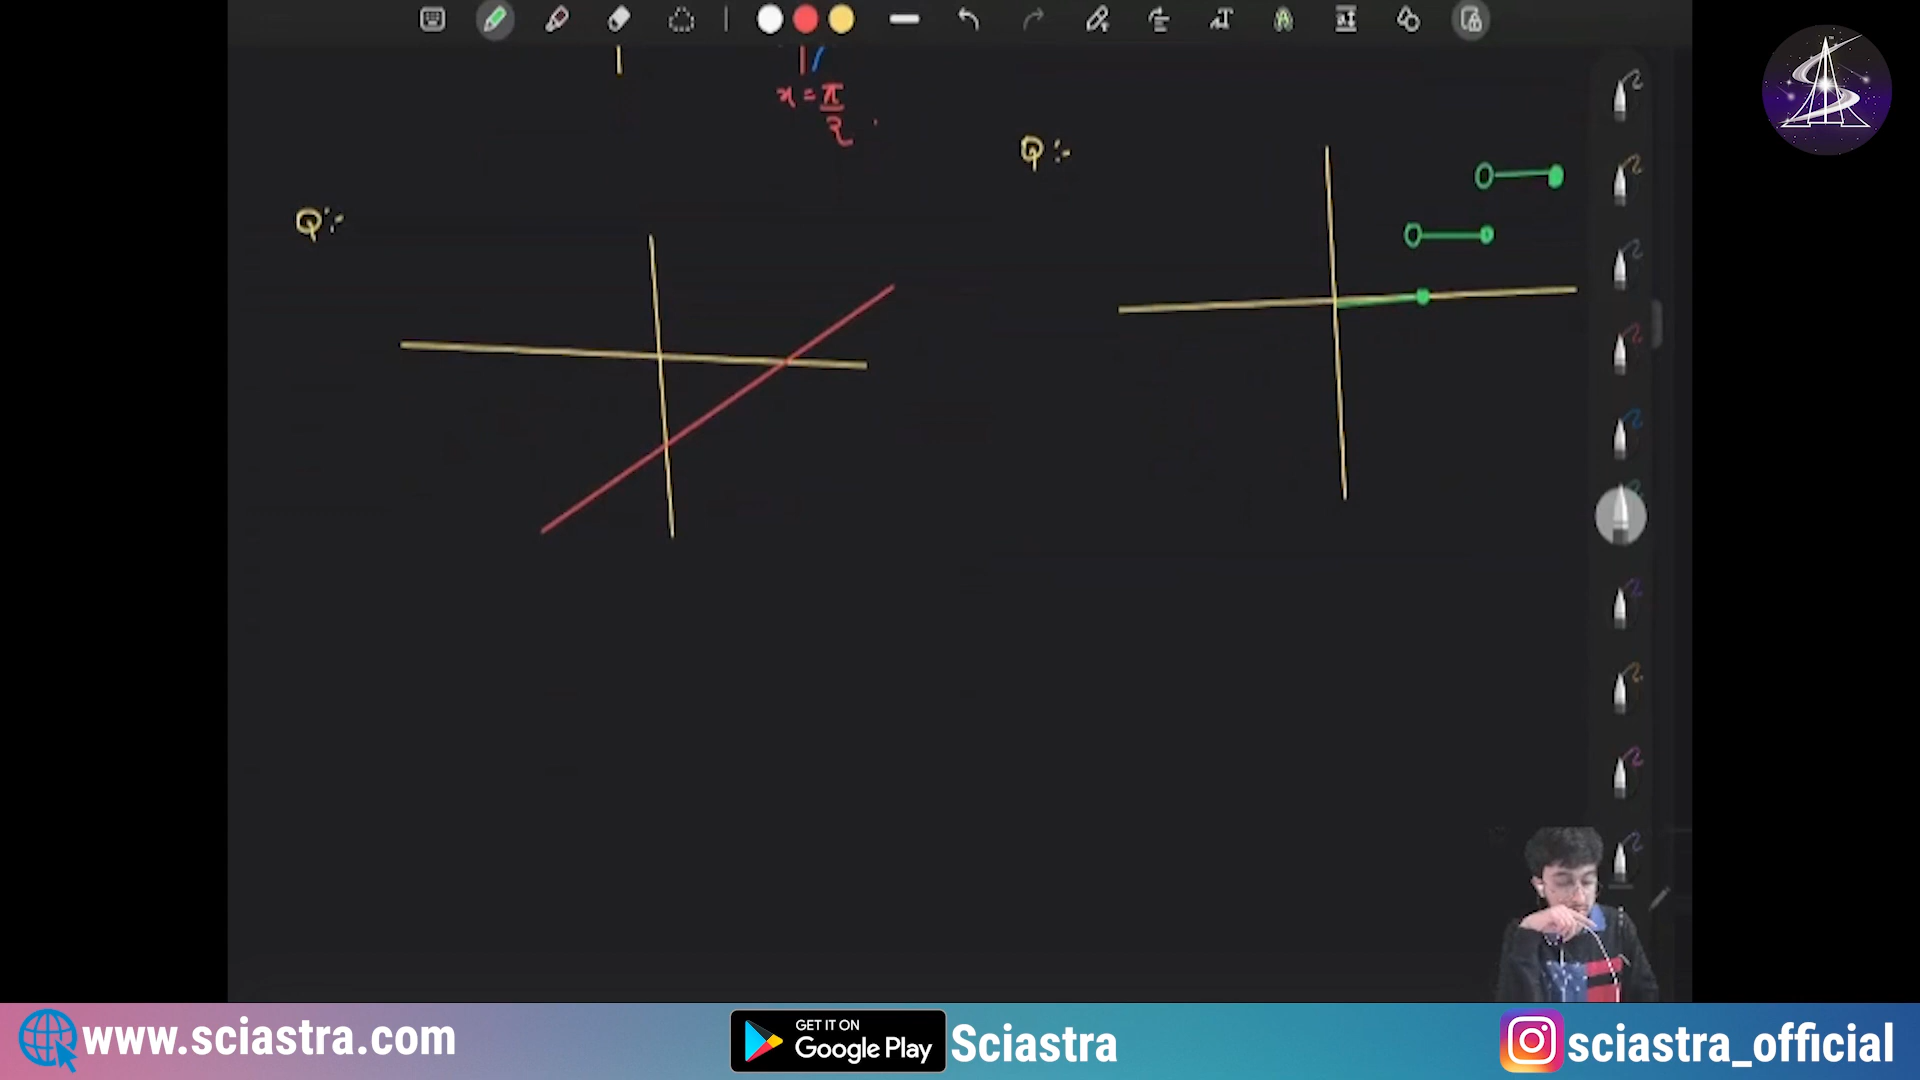 x = π/2
Q:-
Q:-
www.sciastra.com
GET IT ON
Google Play
Sciastra
sciastra_official